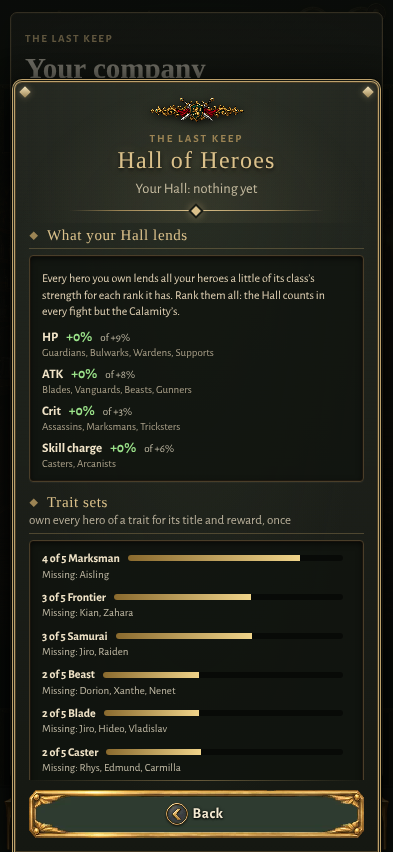 THE LAST KEEP
Your company
THE LAST KEEP
Hall of Heroes
Your Hall: nothing yet
What your Hall lends
Every hero you own lends all your heroes a little of its class's
strength for each rank it has. Rank them all: the Hall counts in
every fight but the Calamity's.
HP +0% of +9%
Guardians, Bulwarks, Wardens, Supports
ATK +0% of +8%
Blades, Vanguards, Beasts, Gunners
Crit +0% of +3%
Assassins, Marksmans, Tricksters
Skill charge +0% of +6%
Casters, Arcanists
Trait sets
own every hero of a trait for its title and reward, once
4 of 5 Marksman
Missing: Aisling
3 of 5 Frontier
Missing: Kian, Zahara
3 of 5 Samurai
Missing: Jiro, Raiden
2 of 5 Beast
Missing: Dorion, Xanthe, Nenet
2 of 5 Blade
Missing: Jiro, Hideo, Vladislav
2 of 5 Caster
Missing: Rhys, Edmund, Carmilla
Back